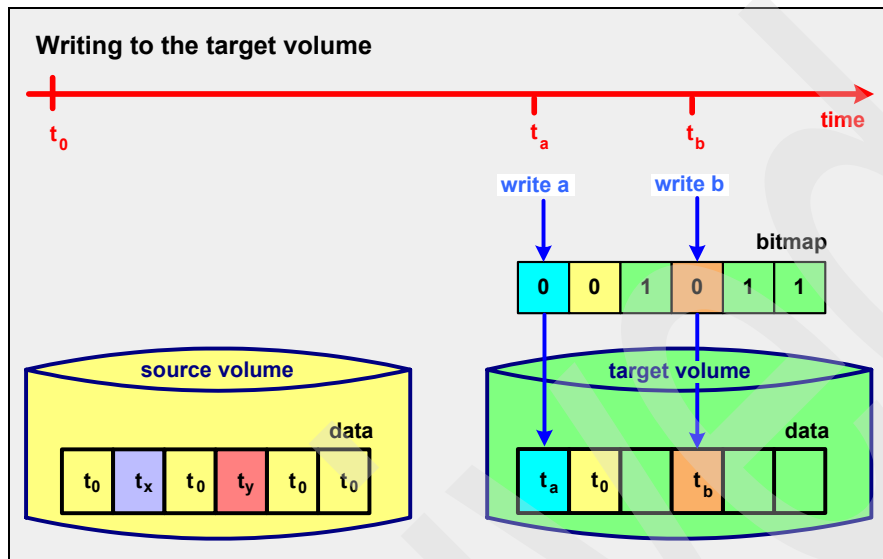 Writing to the target volume
time
t0 ta tb
write a write b
bitmap
0 0 1 0 1 1
source volume target volume
data data
t0 tx t0 ty t0 t0 ta t0 tb